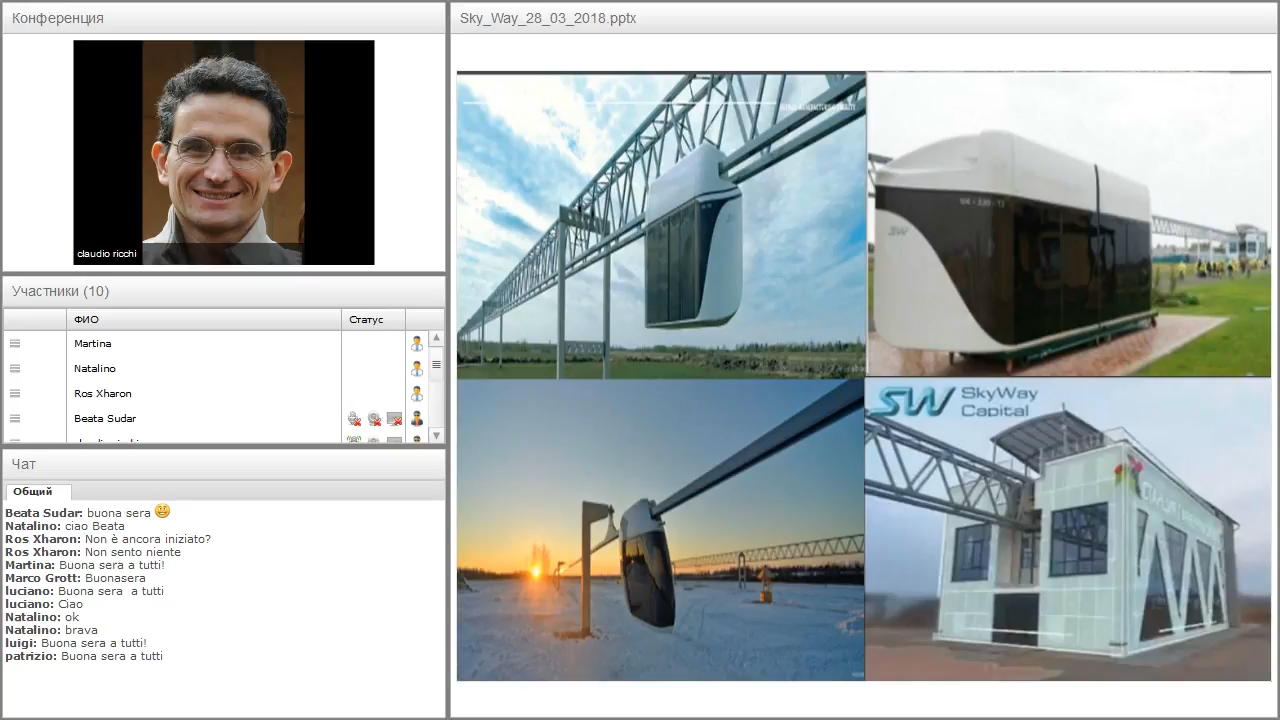 Конференция
claudio ricchi
Участники (10)
ФИО
Статус
Martina
Natalino
Ros Xharon
Beata Sudar
Чат
Общий
Beata Sudar: buona sera
Natalino: ciao Beata
Ros Xharon: Non è ancora iniziato?
Ros Xharon: Non sento niente
Martina: Buona sera a tutti!
Marco Grott: Buonasera
luciano: Buona sera  a tutti
luciano: Ciao
Natalino: ok
Natalino: brava
luigi: Buona sera a tutti!
patrizio: Buona sera a tutti
Sky_Way_28_03_2018.pptx
SW
SW SkyWay
Capital